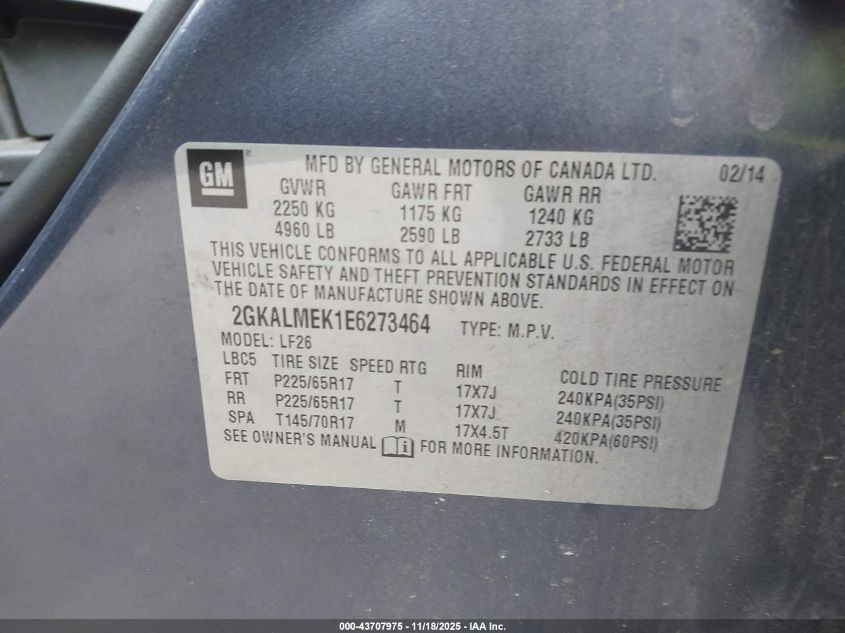 GM
MFD BY GENERAL MOTORS OF CANADA LTD. 02/14
GVWR GAWR FRT GAWR RR
2250 KG 1175 KG 1240 KG
4960 LB 2590 LB 2733 LB
THIS VEHICLE CONFORMS TO ALL APPLICABLE U.S. FEDERAL MOTOR
VEHICLE SAFETY AND THEFT PREVENTION STANDARDS IN EFFECT ON
THE DATE OF MANUFACTURE SHOWN ABOVE.
2GKALMEK1E6273464 TYPE: M.P.V.
MODEL: LF26
LBC5 TIRE SIZE SPEED RTG RIM COLD TIRE PRESSURE
FRT P225/65R17 T 17X7J 240KPA(35PSI)
RR P225/65R17 T 17X7J 240KPA(35PSI)
SPA T145/70R17 M 17X4.5T 420KPA(60PSI)
SEE OWNER'S MANUAL FOR MORE INFORMATION.
000-43707975 - 11/18/2025 - IAA Inc.